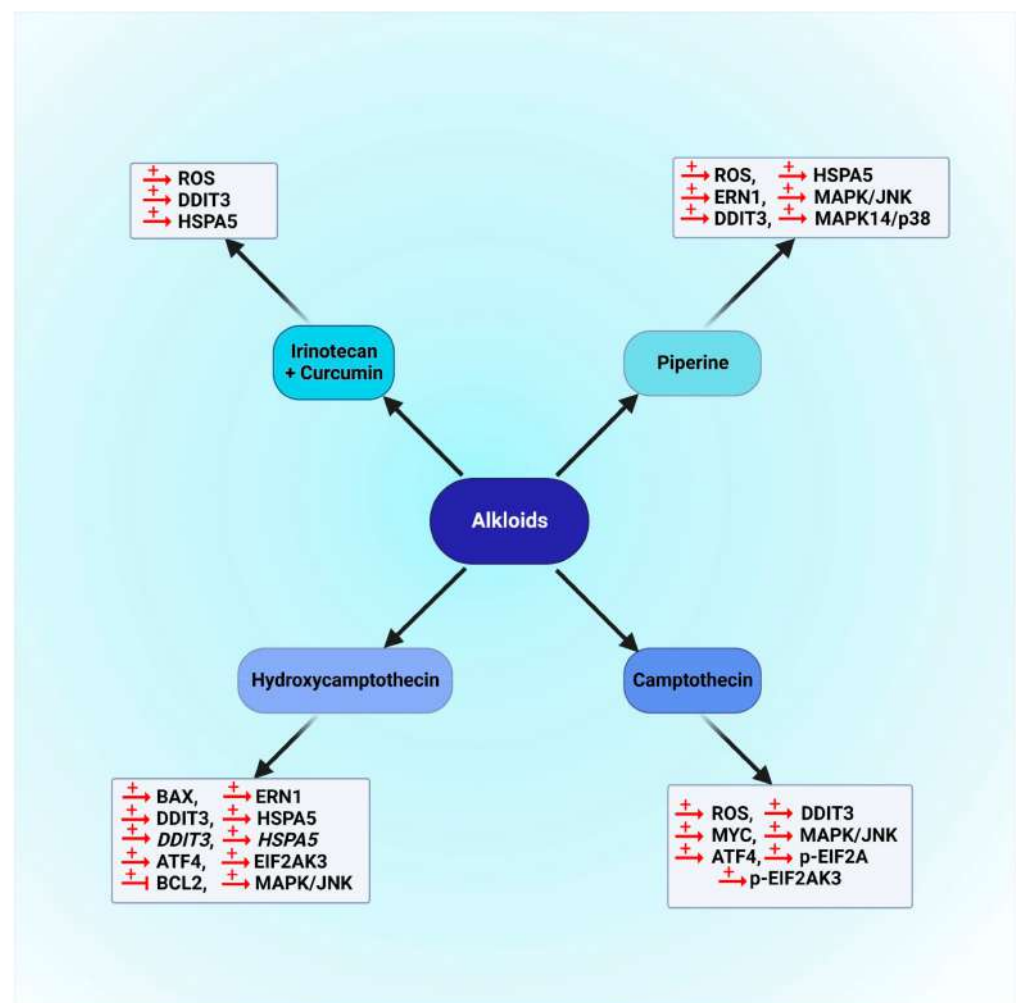 + ROS
+ DDIT3
+ HSPA5
+ ROS, + HSPA5
+ ERN1, + MAPK/JNK
+ DDIT3, + MAPK14/p38
Irinotecan
+ Curcumin
Piperine
Alkloids
Hydroxycamptothecin
Camptothecin
+ BAX, + ERN1
+ DDIT3, + HSPA5
+ DDIT3, + HSPA5
+ ATF4, + EIF2AK3
+ BCL2, + MAPK/JNK
+ ROS, + DDIT3
+ MYC, + MAPK/JNK
+ ATF4, + p-EIF2A
+ p-EIF2AK3